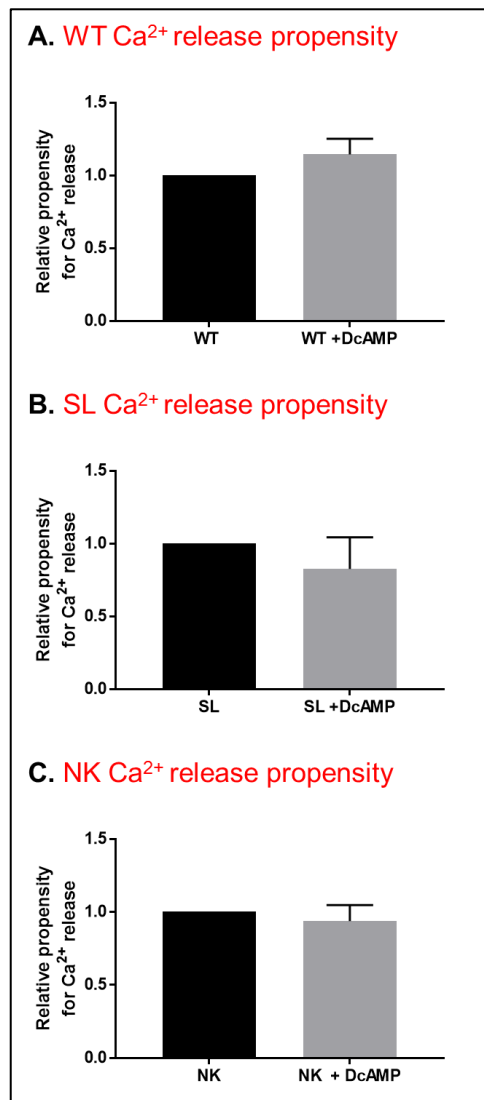 A. WT Ca²⁺ release propensity
Relative propensity
for Ca²⁺ release
1.5
1.0
0.5
0.0
WT
WT +DcAMP
B. SL Ca²⁺ release propensity
Relative propensity
for Ca²⁺ release
1.5
1.0
0.5
0.0
SL
SL +DcAMP
C. NK Ca²⁺ release propensity
Relative propensity
for Ca²⁺ release
1.5
1.0
0.5
0.0
NK
NK + DcAMP